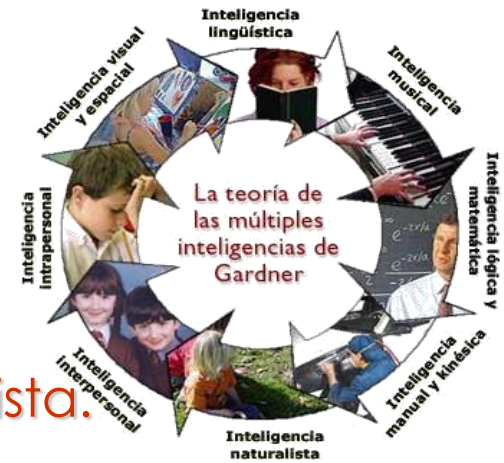 Inteligencia
lingüística
Inteligencia
musical
Inteligencia lógica y
matemática
Inteligencia
manual y kinésica
Inteligencia
naturalista
Inteligencia
interpersonal
Inteligencia
intrapersonal
Inteligencia visual
y espacial
La teoría de
las múltiples
inteligencias de
Gardner
ista.